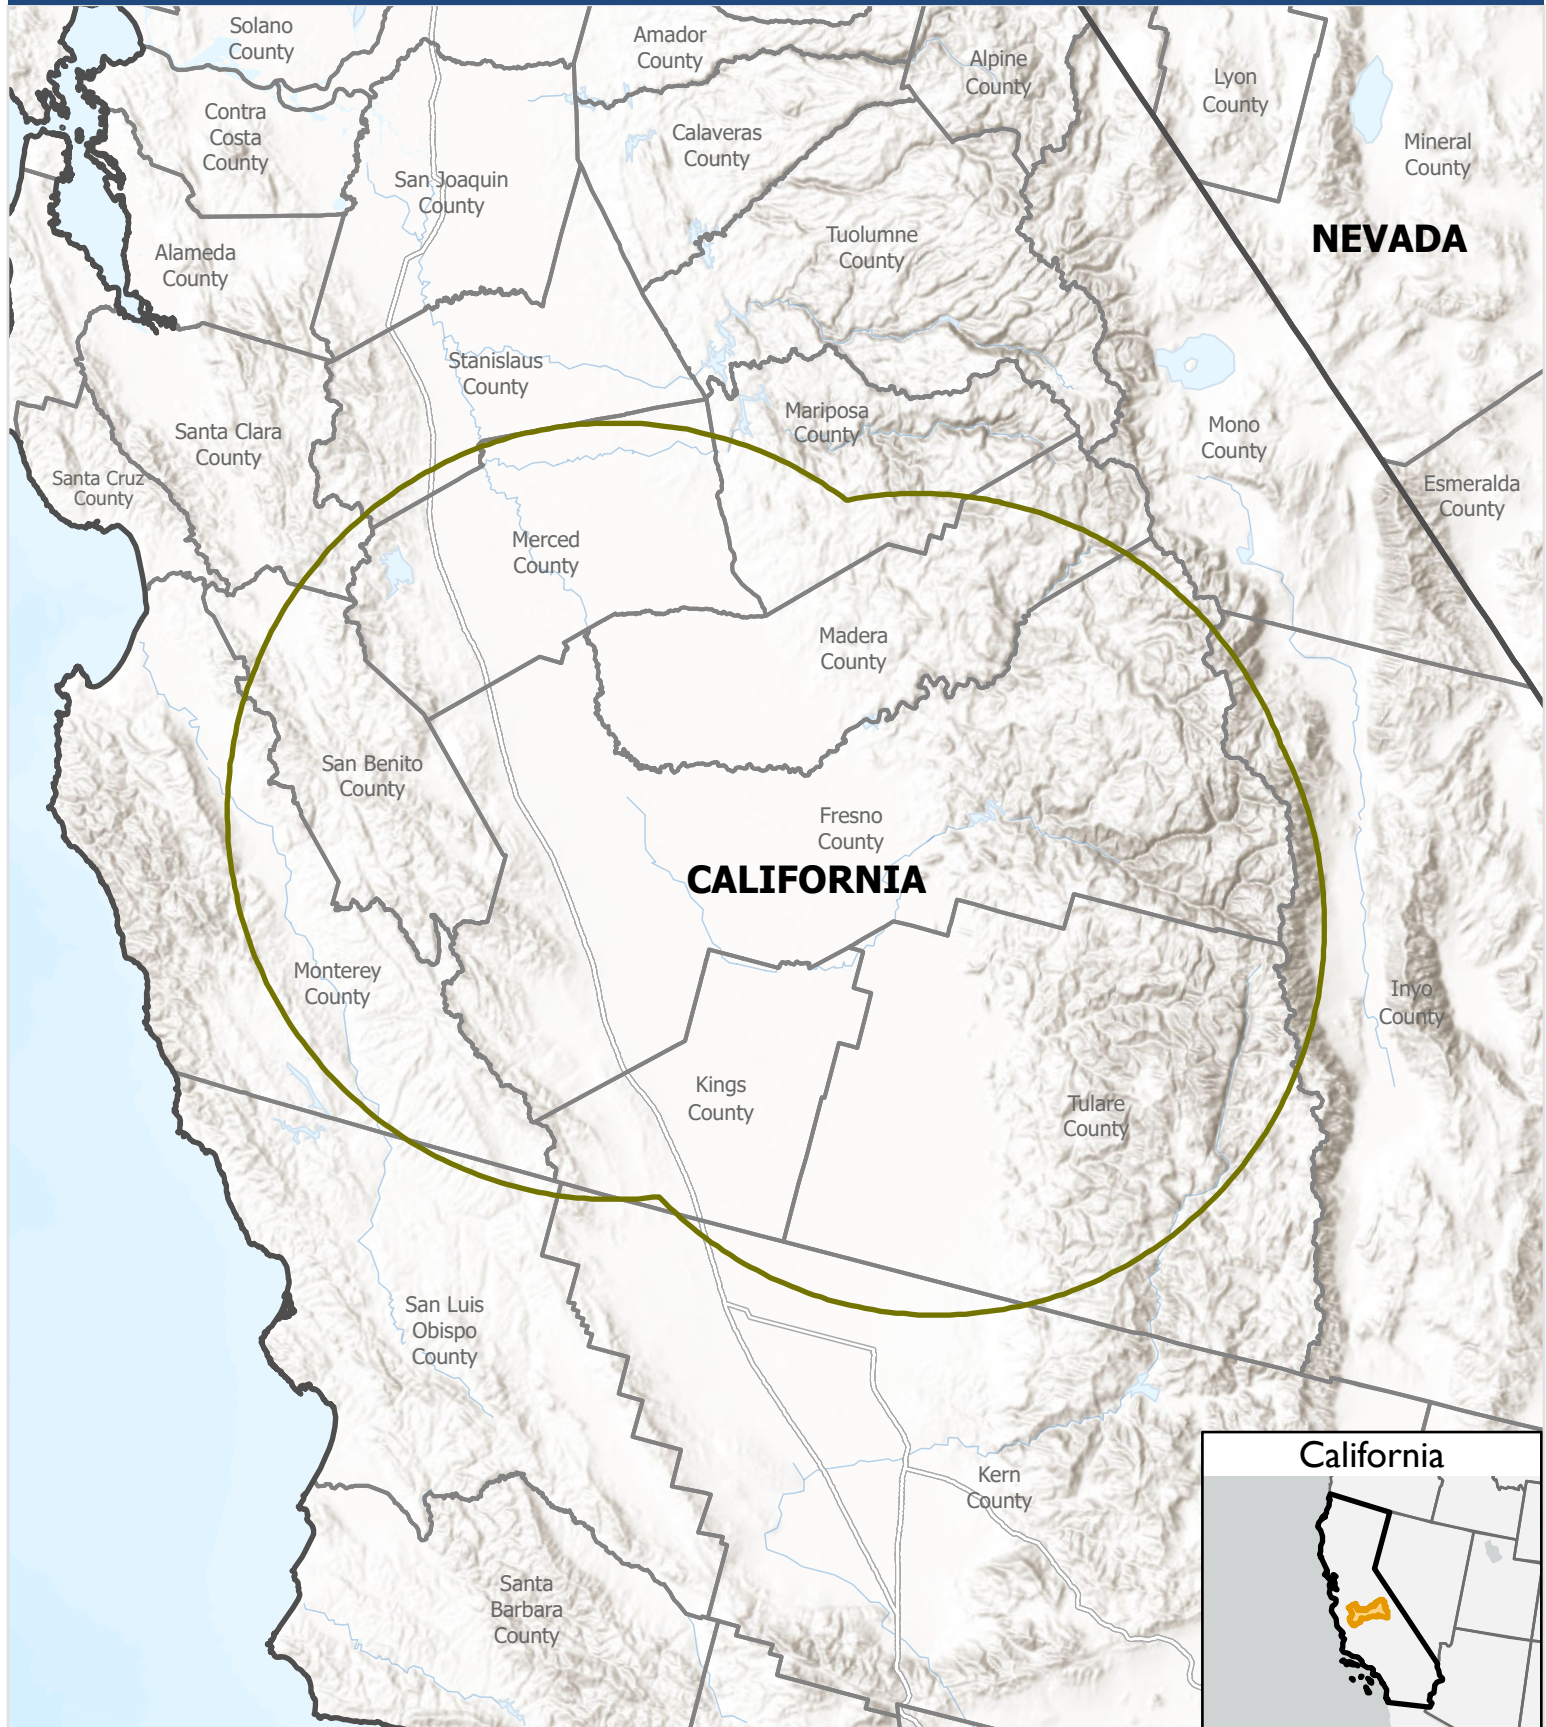 Solano
County
Amador
County
Alpine
County
Lyon
County
Contra
Costa
County
Calaveras
County
Mineral
County
San Joaquin
County
NEVADA
Alameda
County
Tuolumne
County
Stanislaus
County
Mariposa
County
Mono
County
Santa Clara
County
Santa Cruz
County
Esmeralda
County
Merced
County
Madera
County
San Benito
County
Fresno
County
CALIFORNIA
Monterey
County
Inyo
County
Kings
County
Tulare
County
San Luis
Obispo
County
Kern
County
Santa
Barbara
County
California